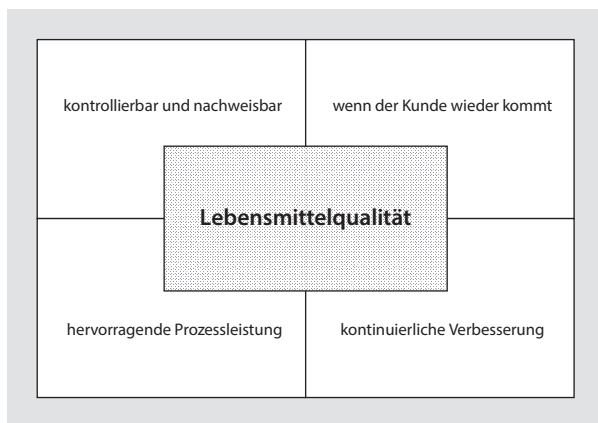 kontrollierbar und nachweisbar
wenn der Kunde wieder kommt
Lebensmittelqualität
hervorragende Prozessleistung
kontinuierliche Verbesserung